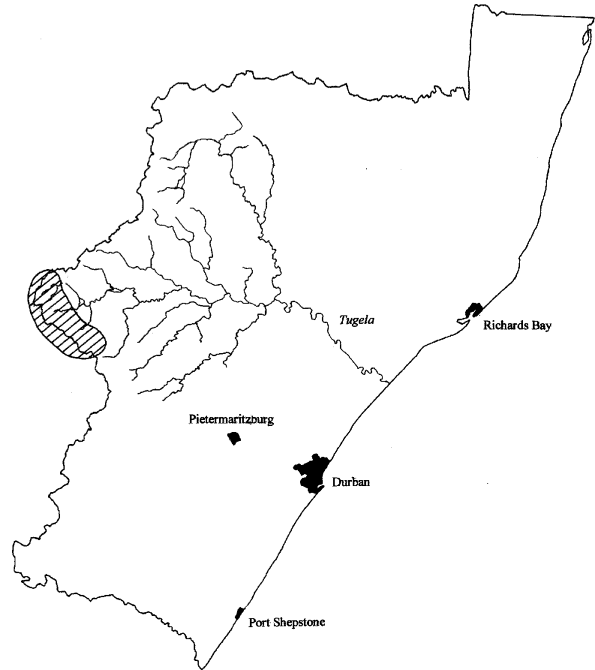 Tugela
Richards Bay
Pietermaritzburg
Durban
Port Shepstone